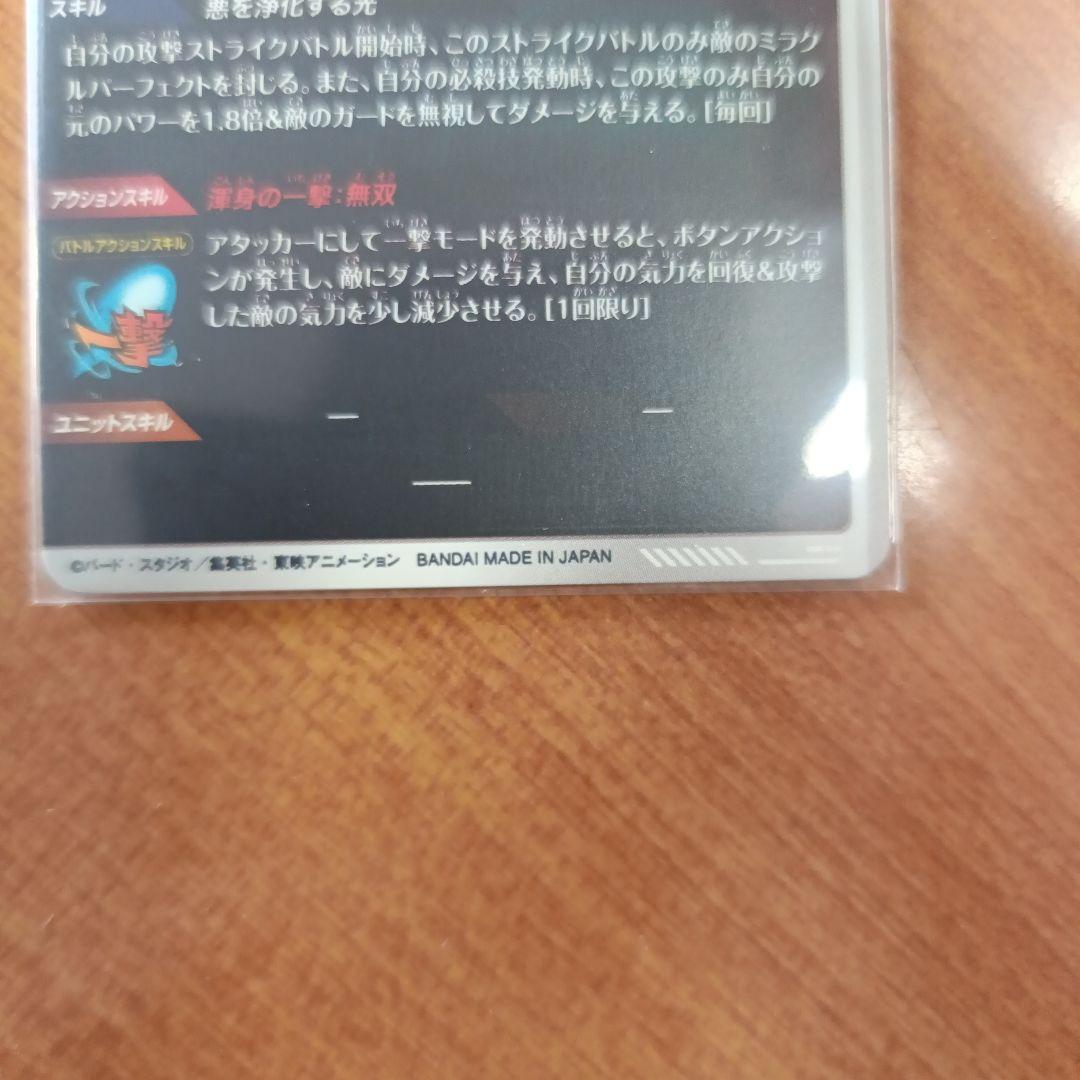 スキル 悪を浄化する光
自分の攻撃ストライクバトル開始時、このストライクバトルのみ敵のミラク
ルパーフェクトを封じる。また、自分の必殺技発動時、この攻撃のみ自分の
元のパワーを1.8倍&敵のガードを無視してダメージを与える。[毎回]
アクションスキル 渾身の一撃:無双
バトルアクションスキル
アタッカーにして一撃モードを発動させると、ボタンアクショ
ンが発生し、敵にダメージを与え、自分の気力を回復&攻撃
した敵の気力を少し減少させる。[1回限り]
一撃
ユニットスキル
©バード・スタジオ/集英社・東映アニメーション BANDAI MADE IN JAPAN